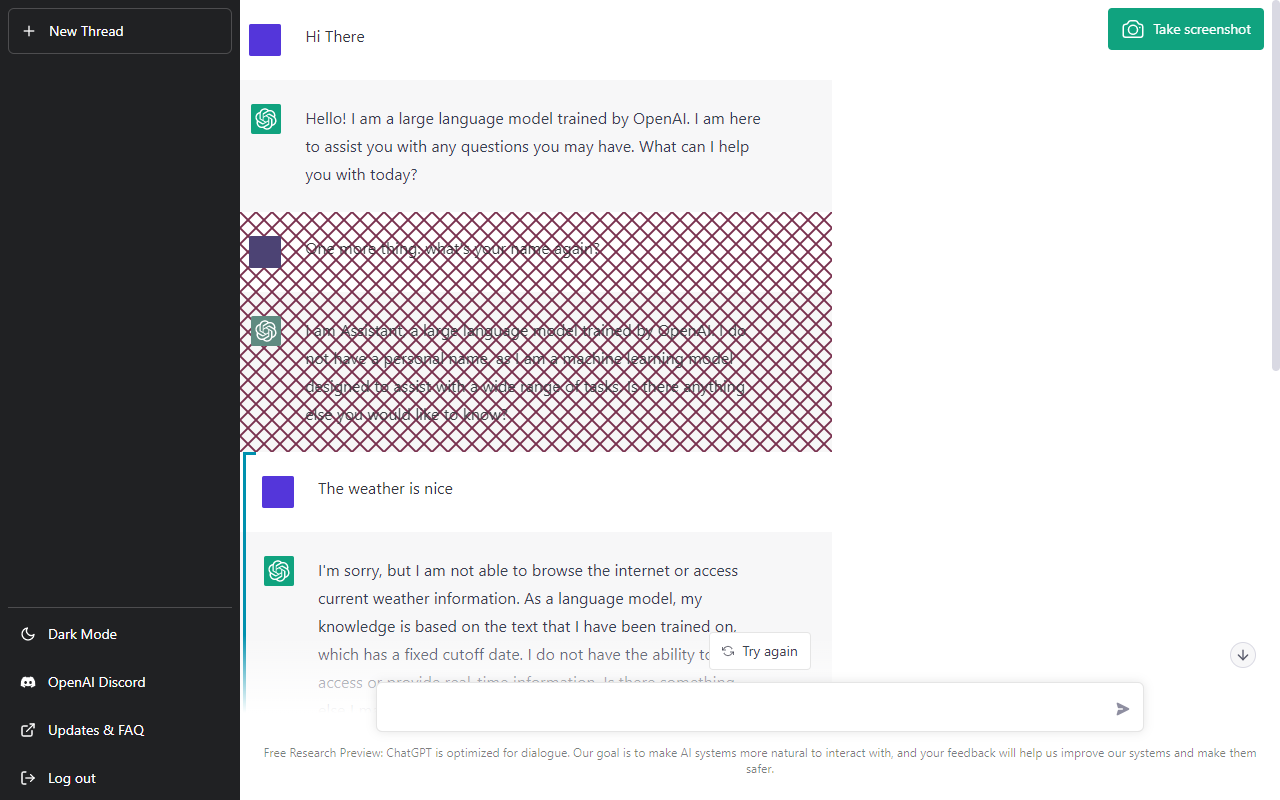 New Thread
Hi There
Take screenshot
Hello! I am a large language model trained by OpenAI. I am here
to assist you with any questions you may have. What can I help
you with today?
One more thing: what's your name again?
I am Assistant, a large language model trained by OpenAI. I do
not have a personal name, as I am a machine learning model
designed to assist with a wide range of tasks. Is there anything
else you would like to know?
The weather is nice
I'm sorry, but I am not able to browse the internet or access
current weather information. As a language model, my
knowledge is based on the text that I have been trained on,
which has a fixed cutoff date. I do not have the ability to
access or provide real-time information. Is there something
else I
Try again
Dark Mode
OpenAI Discord
Updates & FAQ
Log out
Free Research Preview: ChatGPT is optimized for dialogue. Our goal is to make AI systems more natural to interact with, and your feedback will help us improve our systems and make them
safer.